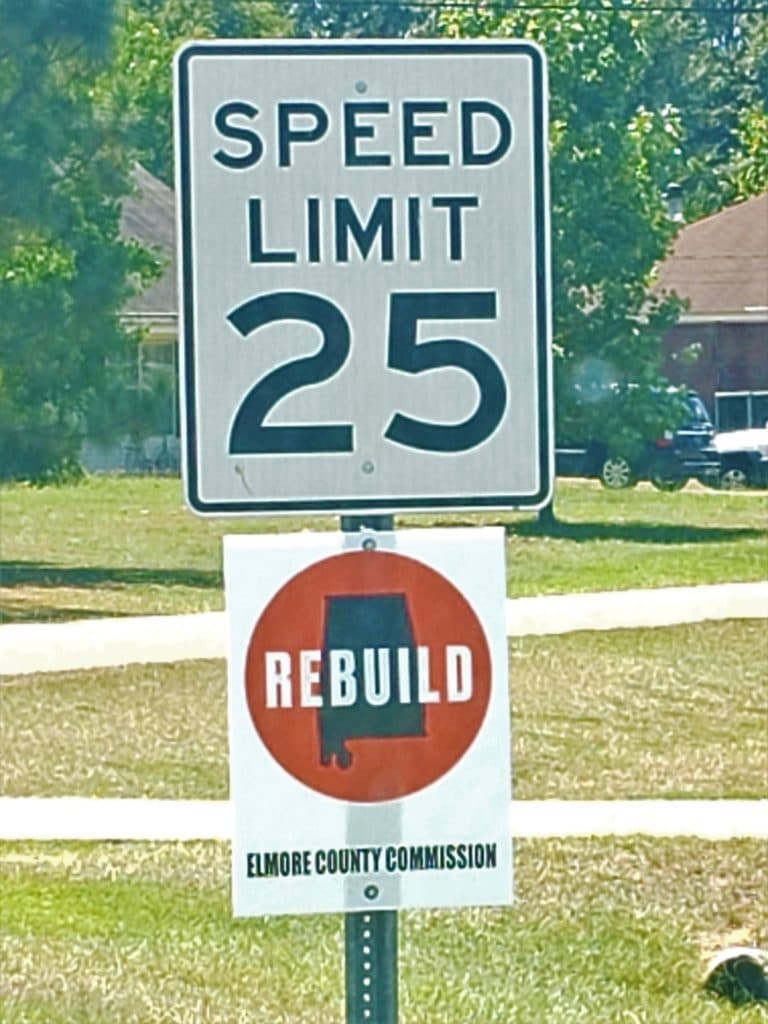 SPEED
LIMIT
25
REBUILD
ELMORE COUNTY COMMISSION